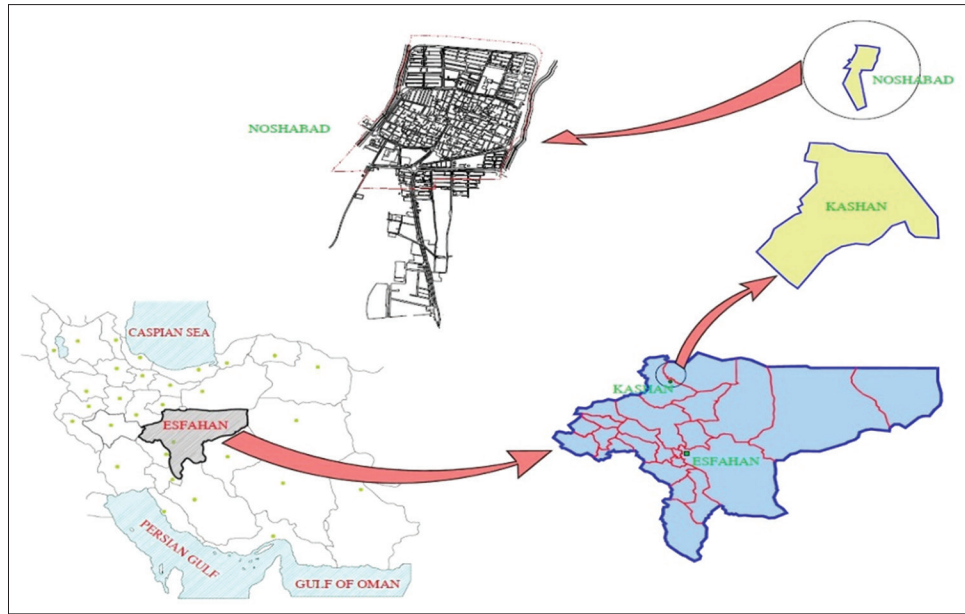 NOSHABAD
NOSHABAD
KASHAN
CASPIAN SEA
KASHAN
ESFAHAN
ESFAHAN
PERSIAN GULF
GULF OF OMAN